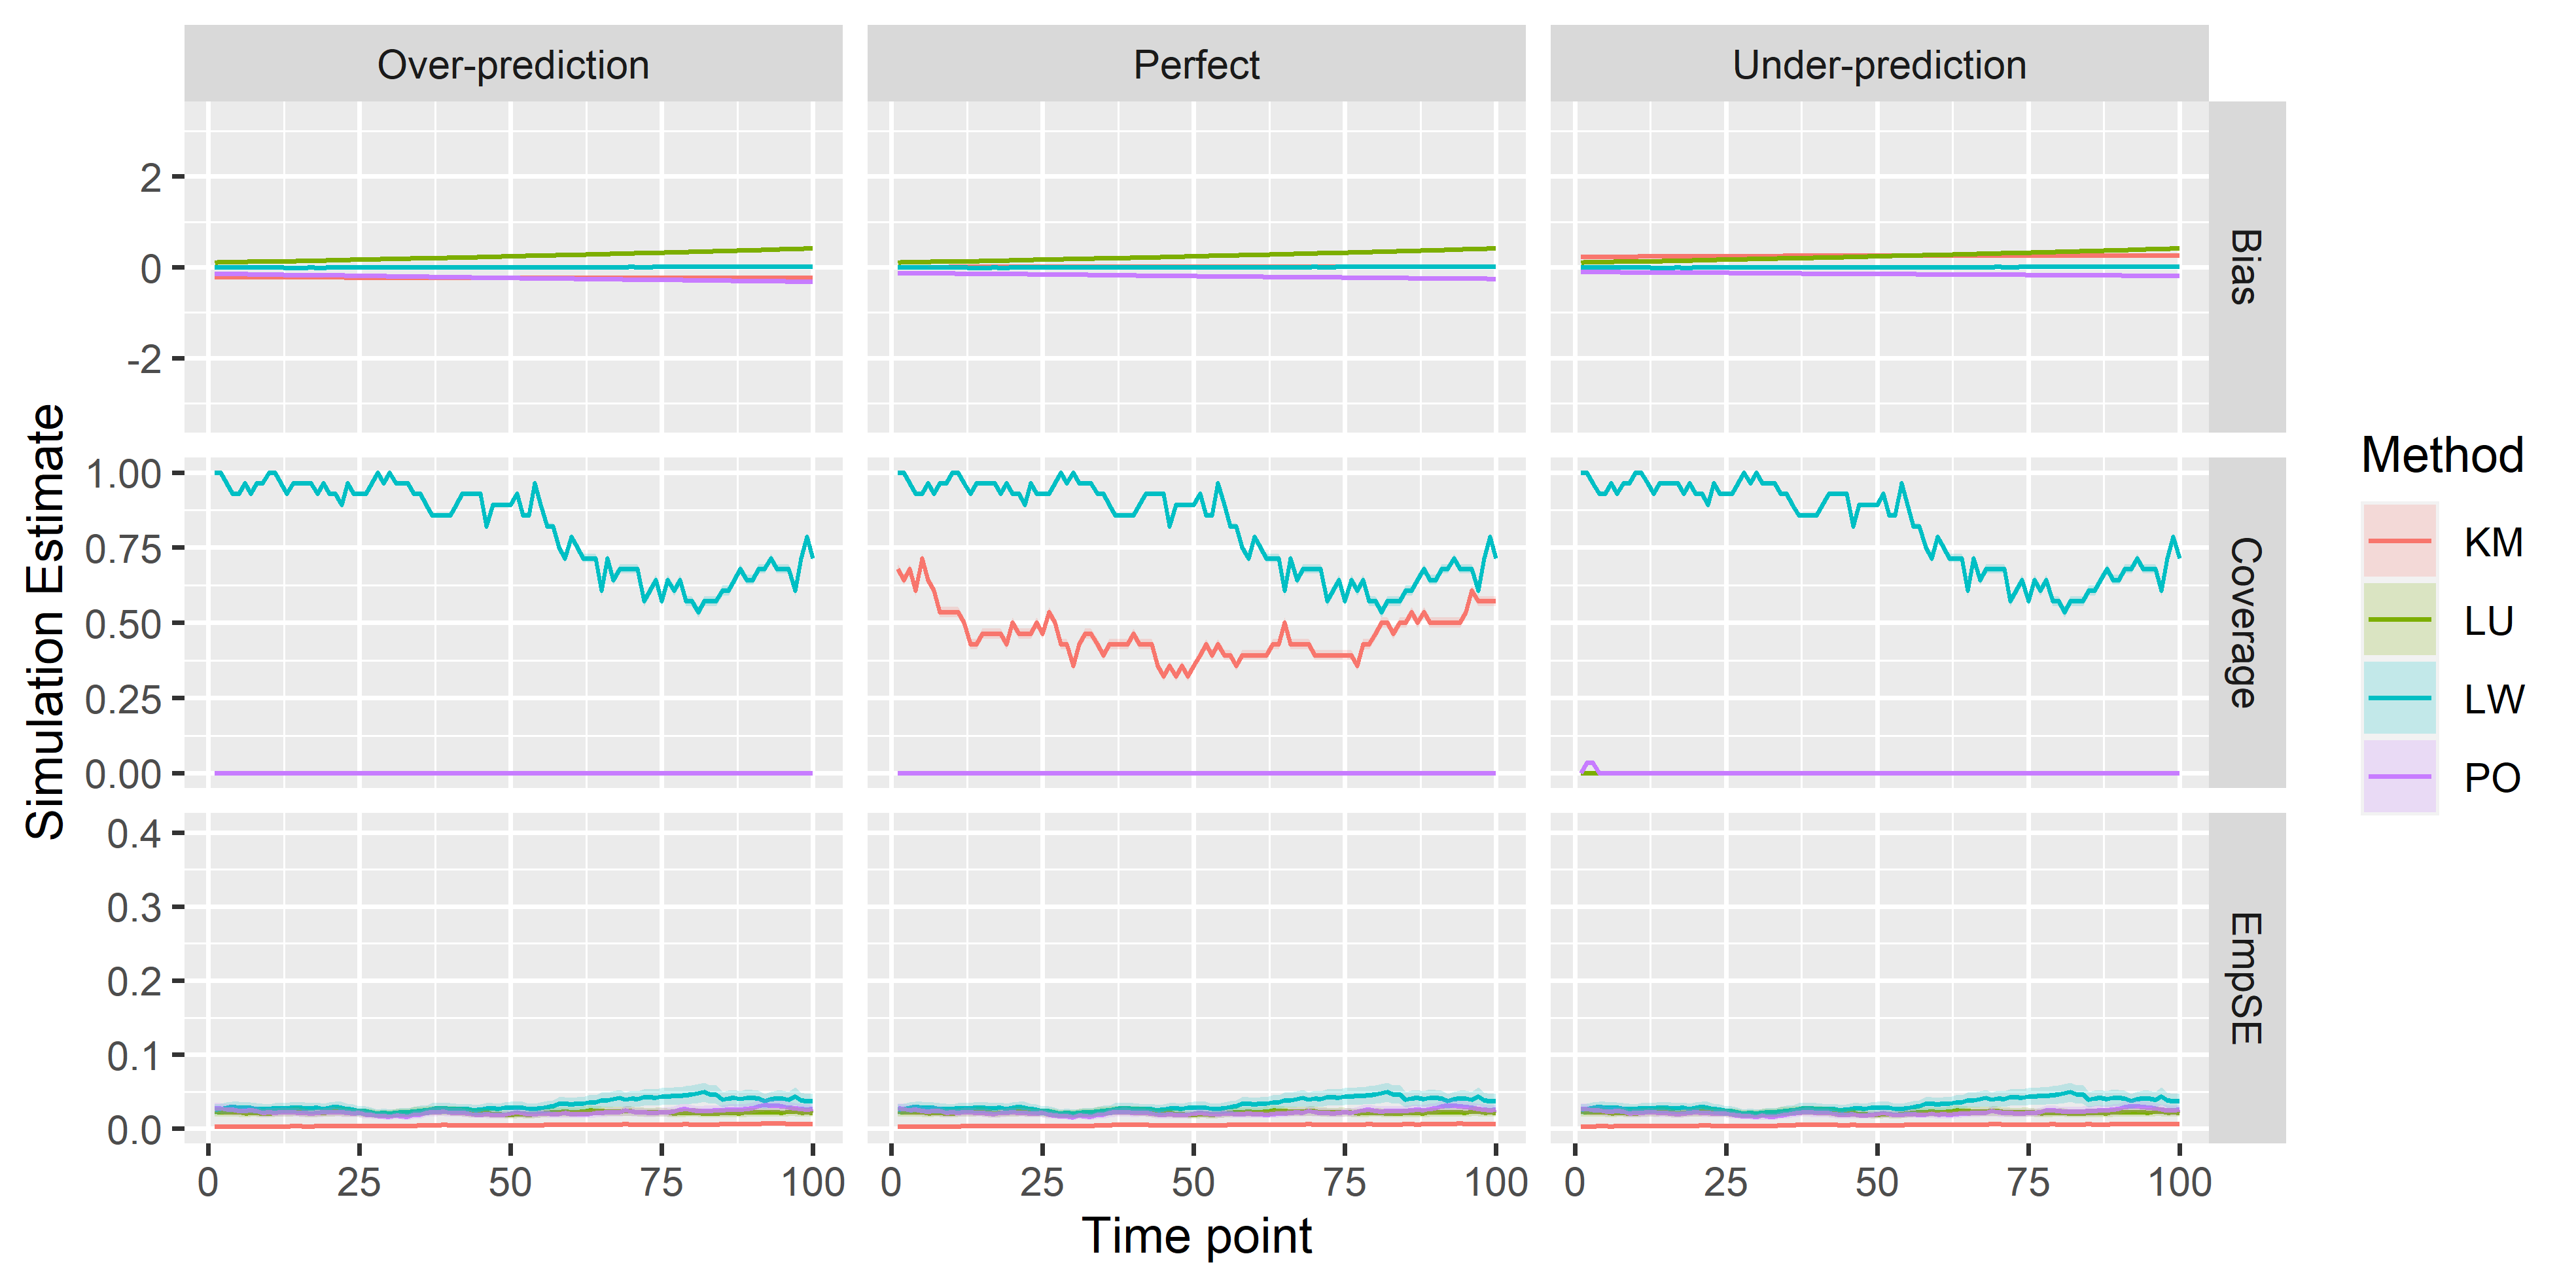 Over-prediction Perfect Under-prediction
2
0
-2
Bias
1.00
0.75
0.50
0.25
0.00
Coverage
0.4
0.3
0.2
0.1
0.0
EmpSE
0 25 50 75 100 0 25 50 75 100 0 25 50 75 100
Time point
Simulation Estimate
Method
KM
LU
LW
PO